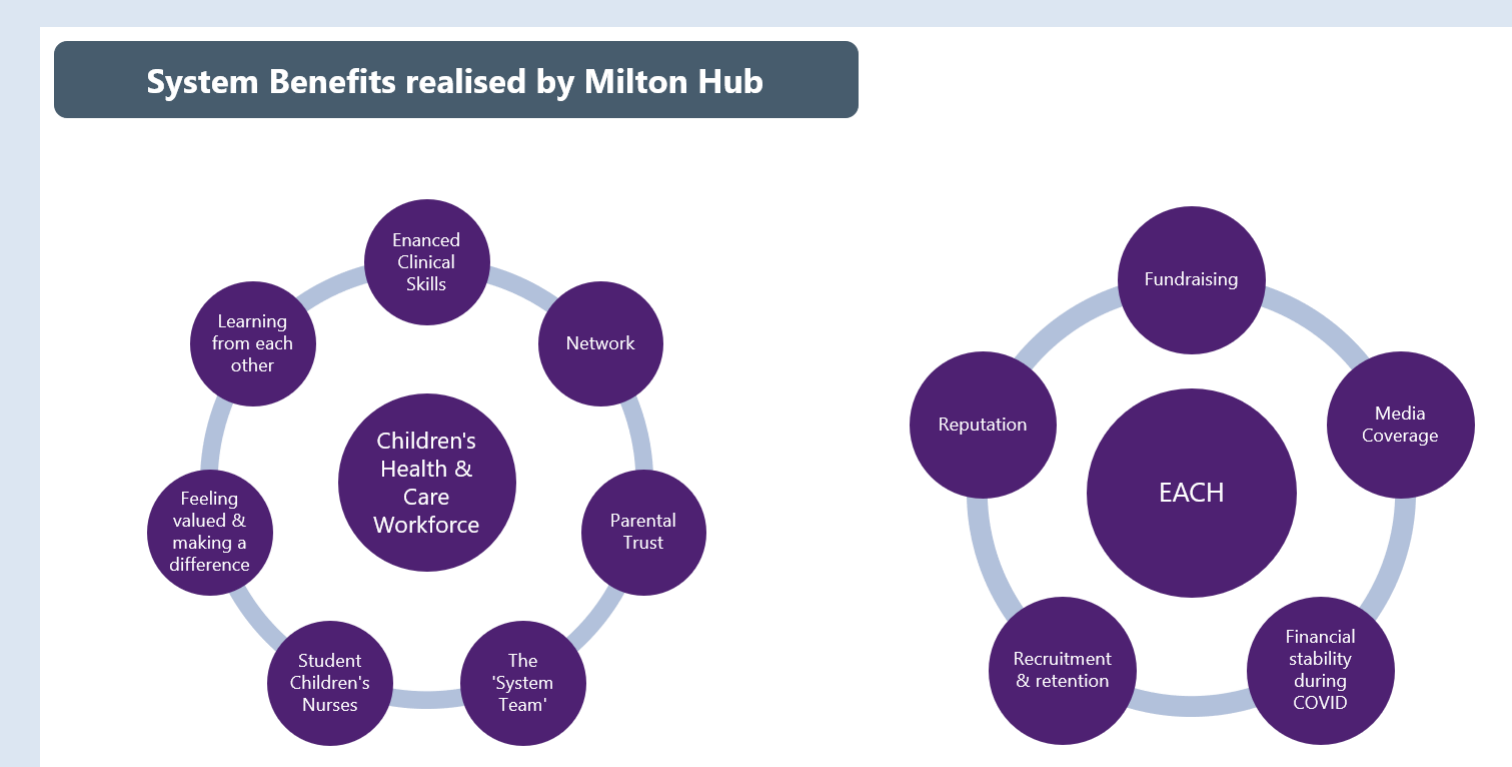 System Benefits realised by Milton Hub
Enanced
Clinical
Skills
Network
Parental
Trust
The
'System
Team'
Student
Children's
Nurses
Feeling
valued &
making a
difference
Learning
from each
other
Children's
Health &
Care
Workforce
Fundraising
Media
Coverage
Financial
stability
during
COVID
Recruitment
& retention
Reputation
EACH